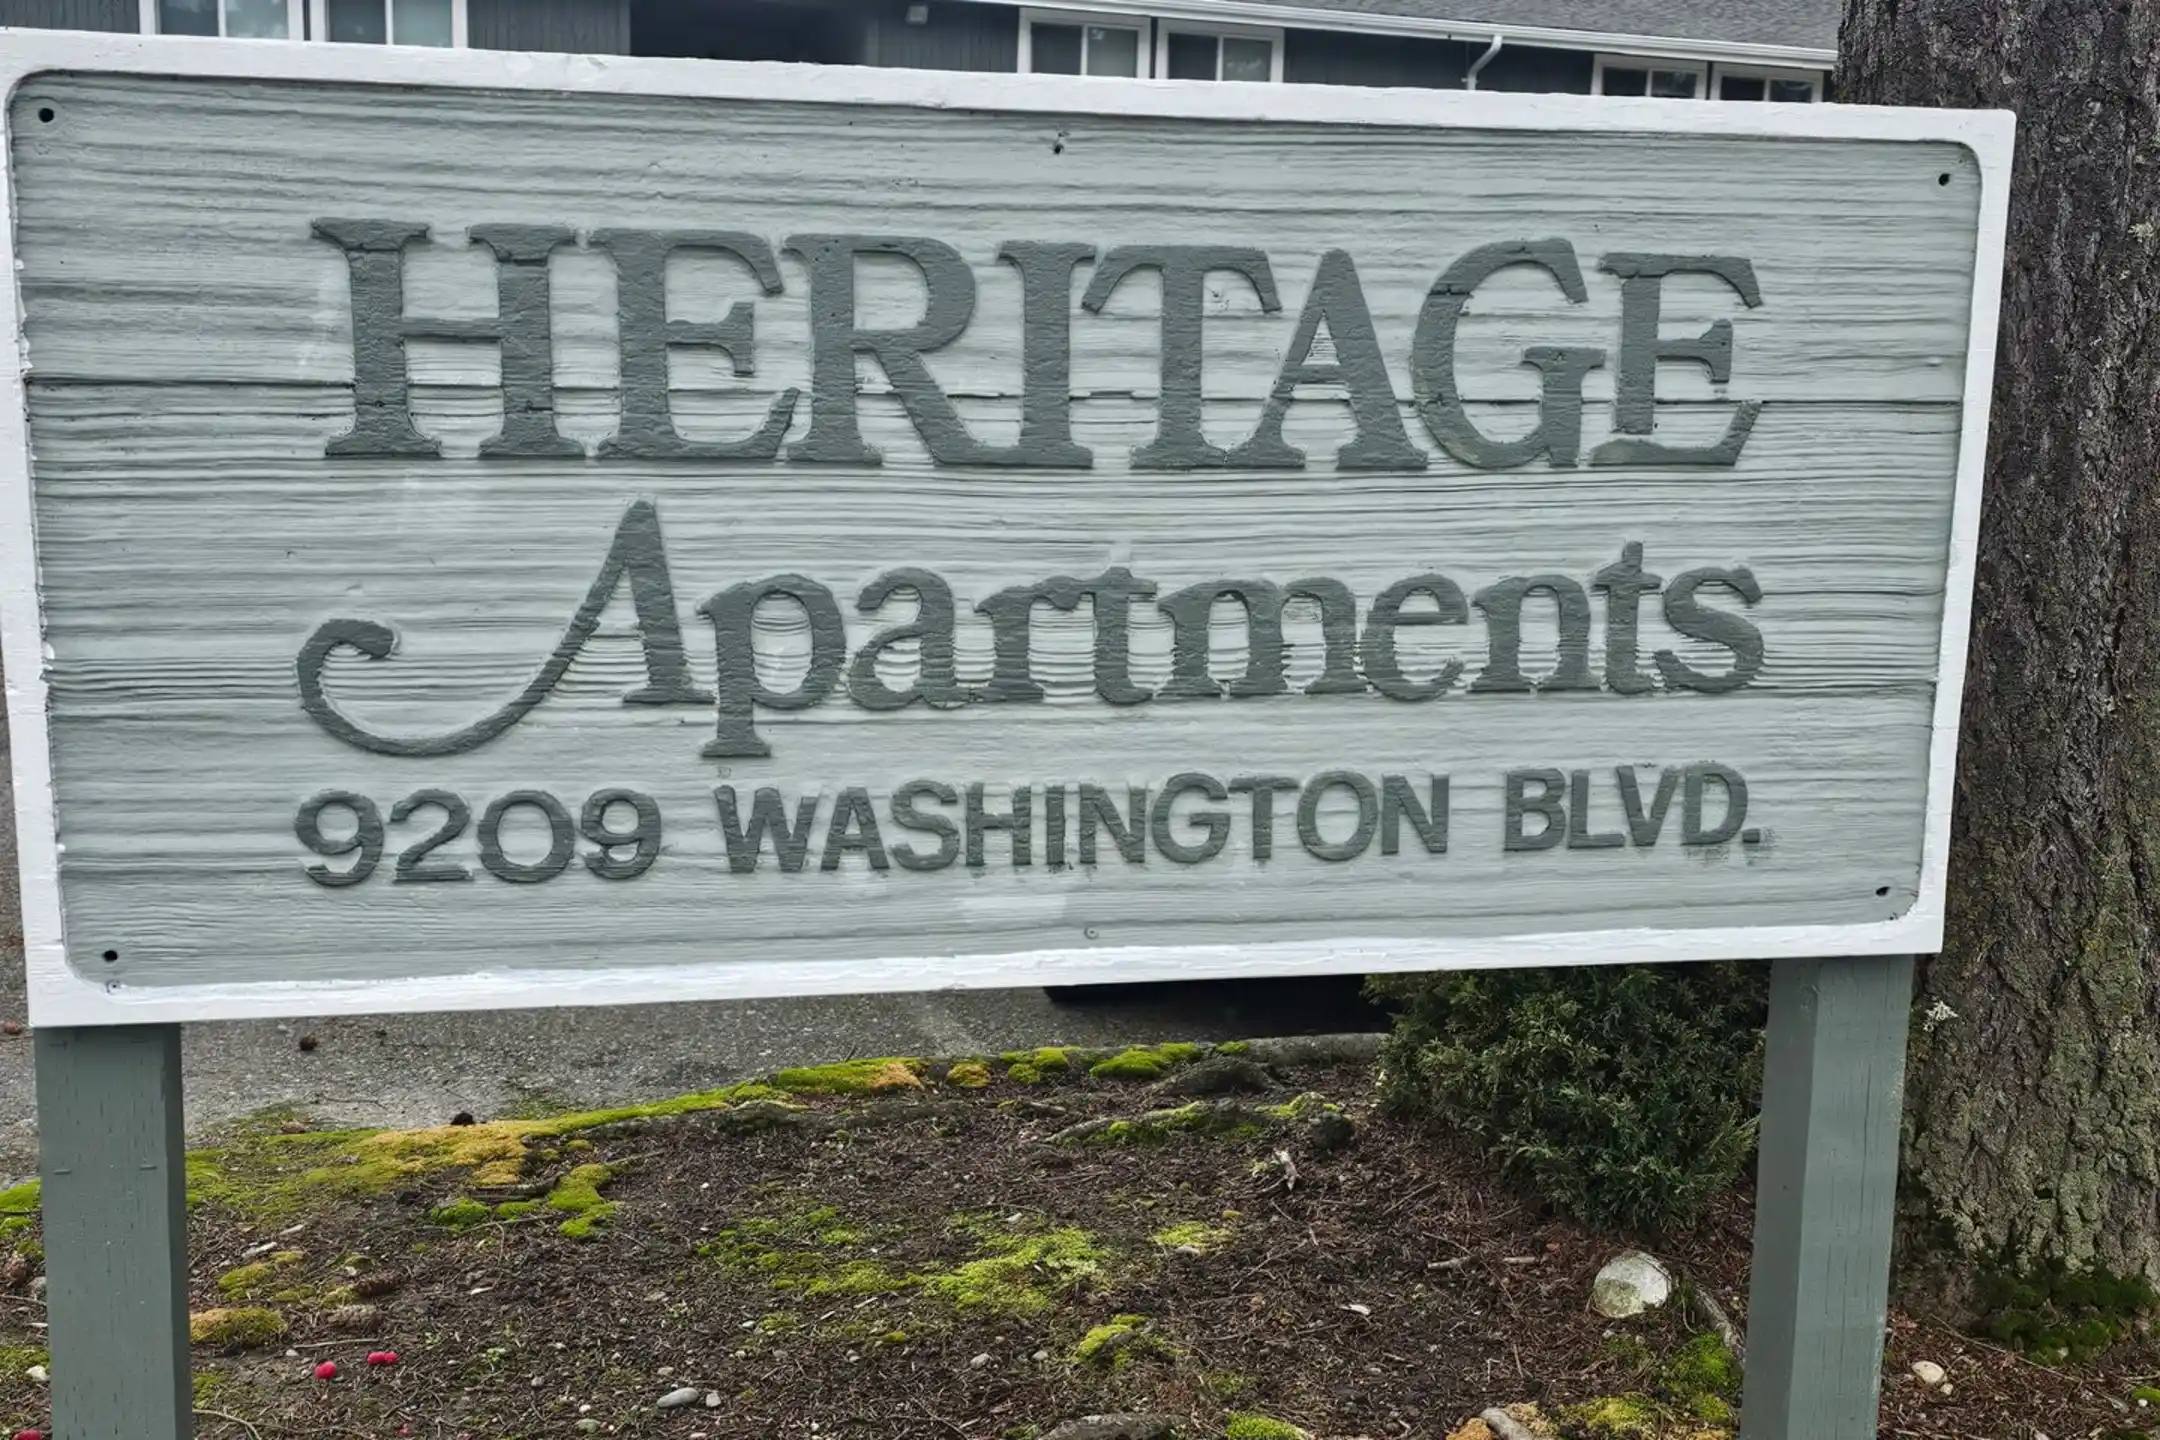 HERITAGE
Apartments
9209 WASHINGTON BLVD.